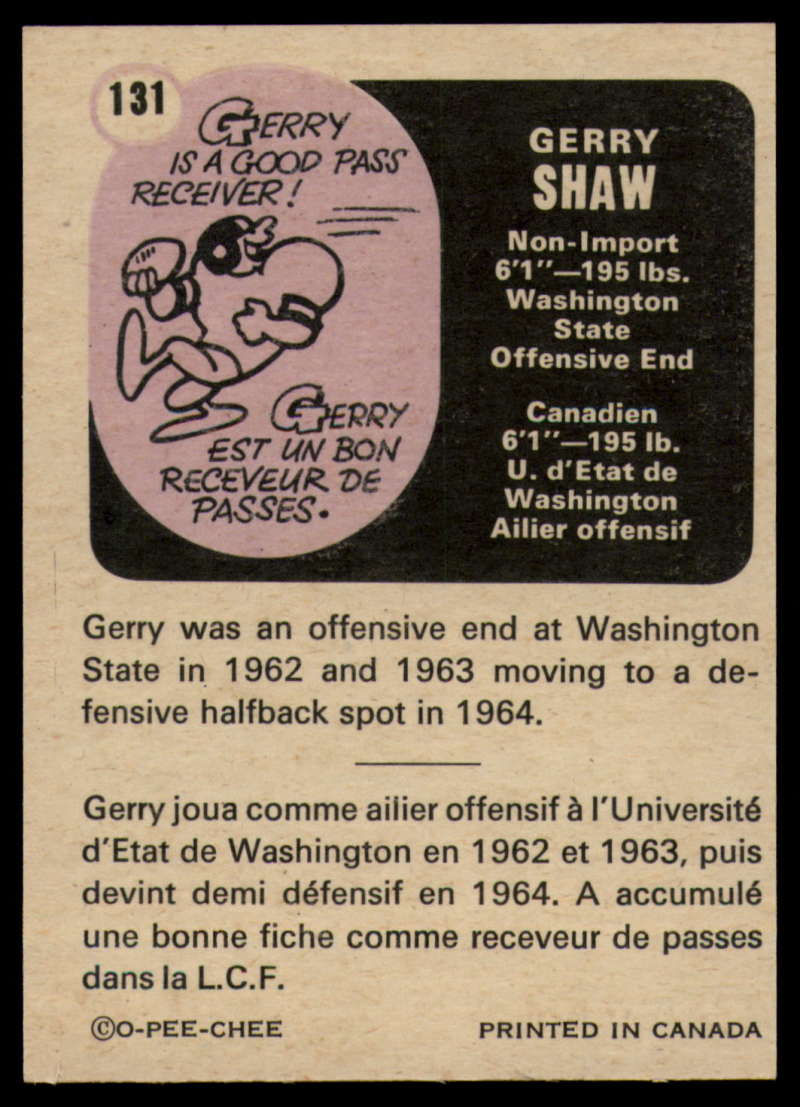 131
GERRY
IS A GOOD PASS
RECEIVER!
GERRY
EST UN BON
RECEVEUR DE
PASSES.
GERRY
SHAW
Non-Import
6'1"—195 lbs.
Washington
State
Offensive End
Canadien
6'1"—195 lb.
U. d'Etat de
Washington
Ailier offensif
Gerry was an offensive end at Washington
State in 1962 and 1963 moving to a de-
fensive halfback spot in 1964.
Gerry joua comme ailier offensif à l'Université
d'Etat de Washington en 1962 et 1963, puis
devint demi défensif en 1964. A accumulé
une bonne fiche comme receveur de passes
dans la L.C.F.
©O-PEE-CHEE
PRINTED IN CANADA